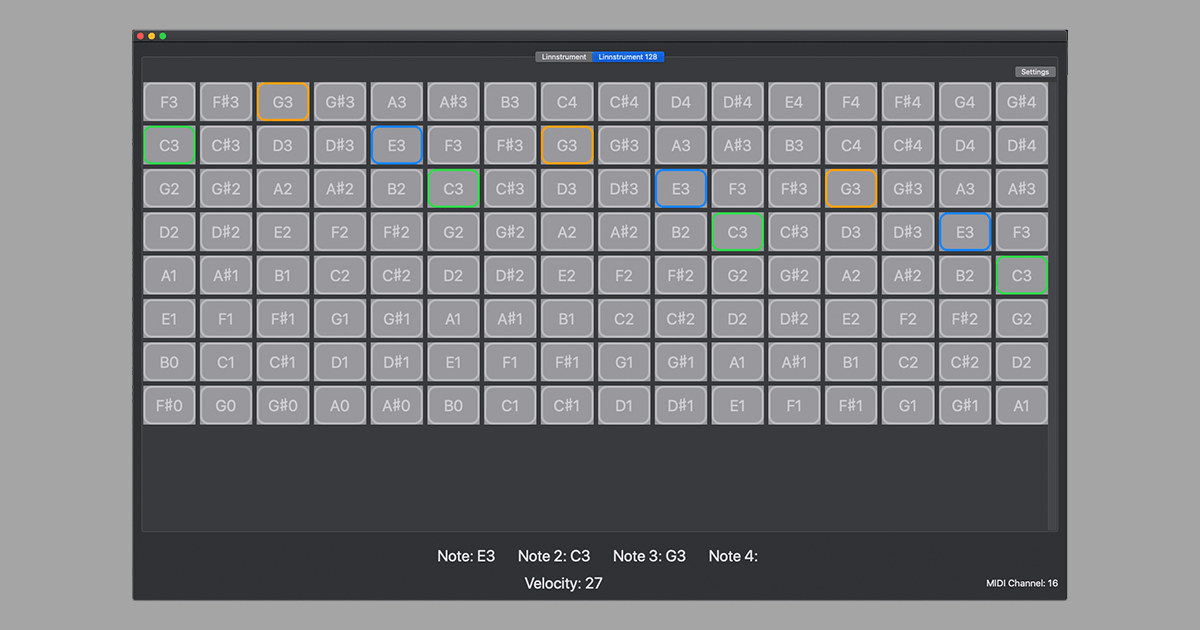 Linnstrument Linnstrument 128
Settings
F3 F#3 G3 G#3 A3 A#3 B3 C4 C#4 D4 D#4 E4 F4 F#4 G4 G#4
C3 C#3 D3 D#3 E3 F3 F#3 G3 G#3 A3 A#3 B3 C4 C#4 D4 D#4
G2 G#2 A2 A#2 B2 C3 C#3 D3 D#3 E3 F3 F#3 G3 G#3 A3 A#3
D2 D#2 E2 F2 F#2 G2 G#2 A2 A#2 B2 C3 C#3 D3 D#3 E3 F3
A1 A#1 B1 C2 C#2 D2 D#2 E2 F2 F#2 G2 G#2 A2 A#2 B2 C3
E1 F1 F#1 G1 G#1 A1 A#1 B1 C2 C#2 D2 D#2 E2 F2 F#2 G2
B0 C1 C#1 D1 D#1 E1 F1 F#1 G1 G#1 A1 A#1 B1 C2 C#2 D2
F#0 G0 G#0 A0 A#0 B0 C1 C#1 D1 D#1 E1 F1 F#1 G1 G#1 A1
Note: E3 Note 2: C3 Note 3: G3 Note 4:
Velocity: 27
MIDI Channel: 16